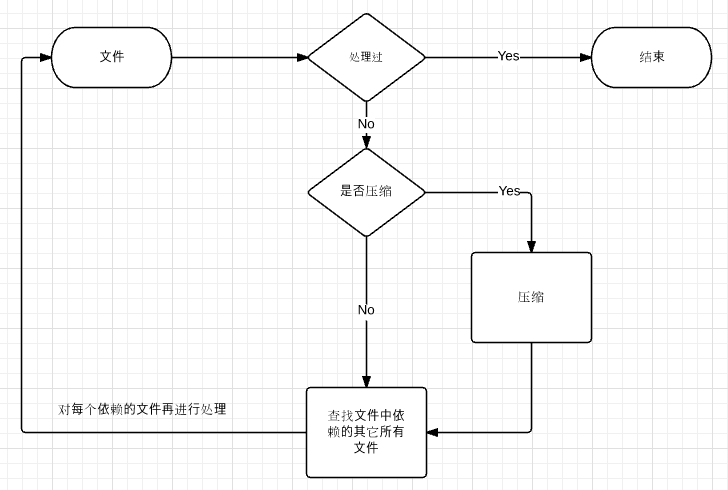 文件
处理过
Yes
结束
No
是否压缩
Yes
压缩
No
对每个依赖的文件再进行处理
查找文件中依
赖的其它所有
文件